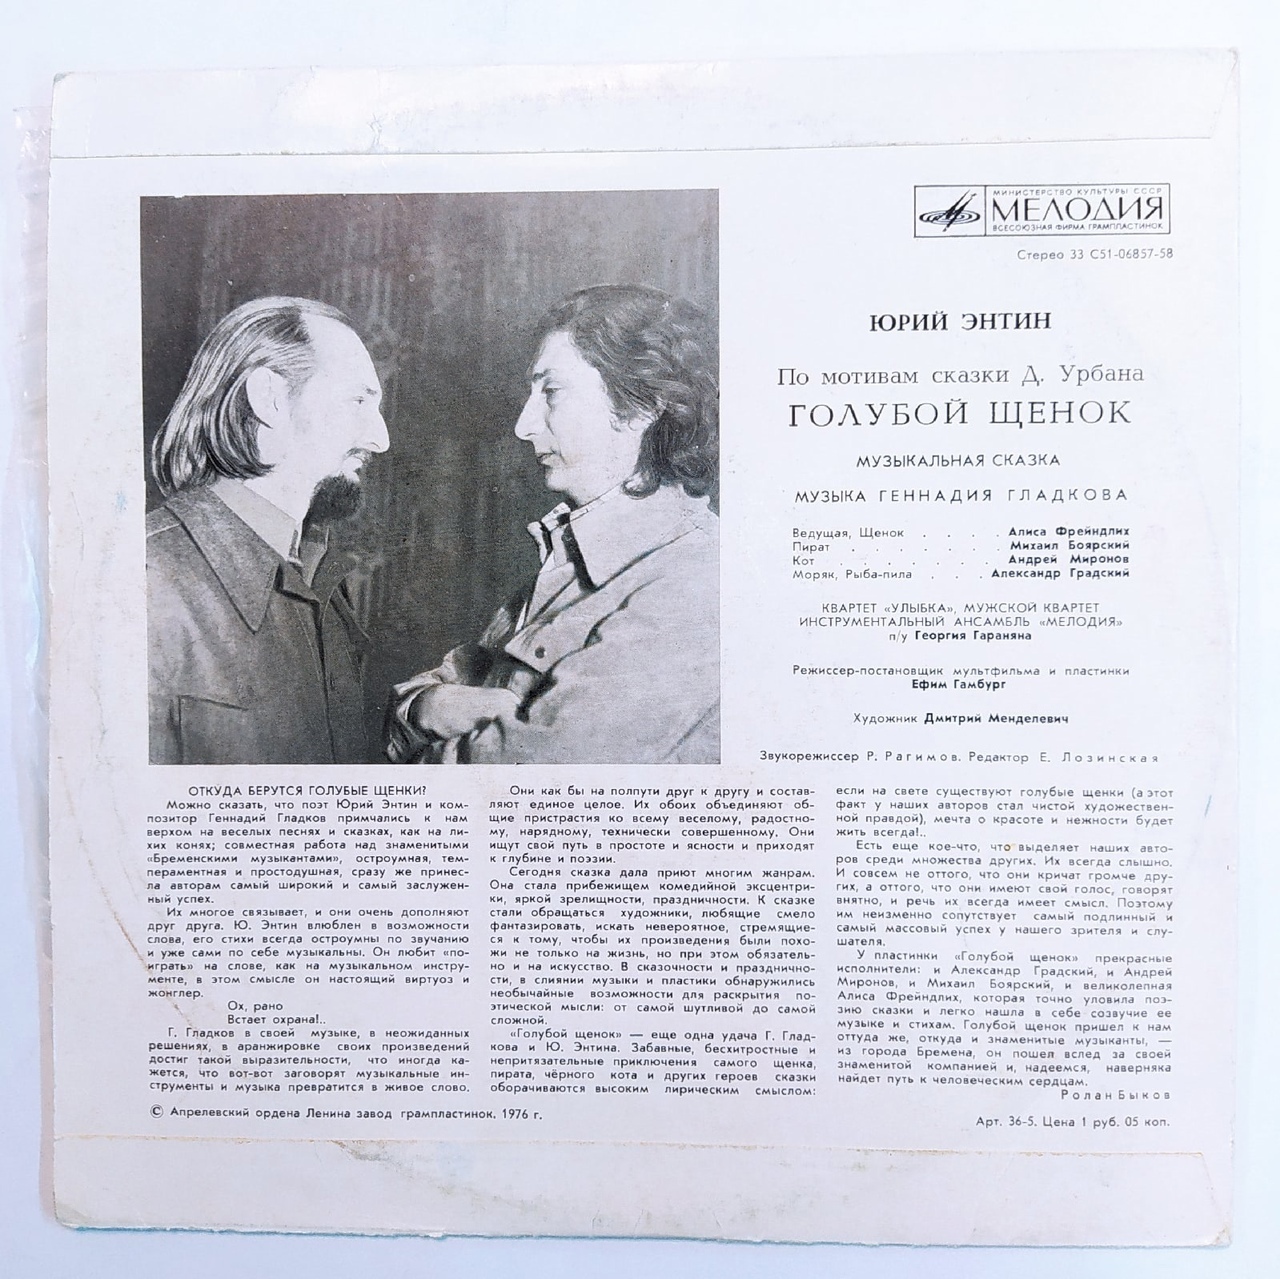 МИНИСТЕРСТВО КУЛЬТУРЫ СССР
МЕЛОДИЯ
ВСЕСОЮЗНАЯ ФИРМА ГРАМПЛАСТИНОК
Стерео 33 С51-06857-58
ЮРИЙ ЭНТИН
По мотивам сказки Д. Урбана
ГОЛУБОЙ ЩЕНОК
МУЗЫКАЛЬНАЯ СКАЗКА
МУЗЫКА ГЕННАДИЯ ГЛАДКОВА
Ведущая, Щенок . . . . Алиса Фрейндлих
Пират . . . . . . . Михаил Боярский
Кот . . . . . . . Андрей Миронов
Моряк, Рыба-пила . . . Александр Градский
КВАРТЕТ «УЛЫБКА», МУЖСКОЙ КВАРТЕТ
ИНСТРУМЕНТАЛЬНЫЙ АНСАМБЛЬ «МЕЛОДИЯ»
п/у Георгия Гараняна
Режиссер-постановщик мультфильма и пластинки
Ефим Гамбург
Художник Дмитрий Менделевич
Звукорежиссер Р. Рагимов. Редактор Е. Лозинская
ОТКУДА БЕРУТСЯ ГОЛУБЫЕ ЩЕНКИ?
Можно сказать, что поэт Юрий Энтин и ком-
позитор Геннадий Гладков примчались к нам
верхом на веселых песнях и сказках, как на ли-
хих конях; совместная работа над знаменитыми
«Бременскими музыкантами», остроумная, тем-
пераментная и простодушная, сразу же принес-
ла авторам самый широкий и самый заслужен-
ный успех.
Их многое связывает, и они очень дополняют
друг друга. Ю. Энтин влюблен в возможности
слова, его стихи всегда остроумны по звучанию
и уже сами по себе музыкальны. Он любит «по-
играть» на слове, как на музыкальном инстру-
менте, в этом смысле он настоящий виртуоз и
жонглер.
Ох, рано
Встает охрана!..
Г. Гладков в своей музыке, в неожиданных
решениях, в аранжировке своих произведений
достиг такой выразительности, что иногда ка-
жется, что вот-вот заговорят музыкальные ин-
струменты и музыка превратится в живое слово.
Они как бы на полпути друг к другу и состав-
ляют единое целое. Их обоих объединяют об-
щие пристрастия ко всему веселому, радостно-
му, нарядному, технически совершенному. Они
ищут свой путь в простоте и ясности и приходят
к глубине и поэзии.
Сегодня сказка дала приют многим жанрам.
Она стала прибежищем комедийной эксцентри-
ки, яркой зрелищности, праздничности. К сказке
стали обращаться художники, любящие смело
фантазировать, искать невероятное, стремящие-
ся к тому, чтобы их произведения были похо-
жи не только на жизнь, но при этом обязатель-
но и на искусство. В сказочности и праздично-
сти, в слиянии музыки и пластики обнаружились
необычайные возможности для раскрытия по-
этической мысли: от самой шутливой до самой
сложной.
«Голубой щенок» — еще одна удача Г. Глад-
кова и Ю. Энтина. Забавные, бесхитростные и
непритязательные приключения самого щенка,
пирата, чёрного кота и других героев сказки
оборачиваются высоким лирическим смыслом:
если на свете существуют голубые щенки (а этот
факт у наших авторов стал чистой художествен-
ной правдой), мечта о красоте и нежности будет
жить всегда!..
Есть еще кое-что, что выделяет наших авто-
ров среди множества других. Их всегда слышно.
И совсем не оттого, что они кричат громче дру-
гих, а оттого, что они имеют свой голос, говорят
внятно, и речь их всегда имеет смысл. Поэтому
им неизменно сопутствует самый подлинный и
самый массовый успех у нашего зрителя и слу-
шателя.
У пластинки «Голубой щенок» прекрасные
исполнители: и Александр Градский, и Андрей
Миронов, и Михаил Боярский, и великолепная
Алиса Фрейндлих, которая точно уловила поэ-
зию сказки и легко нашла в себе созвучие ее
музыке и стихам. Голубой щенок пришел к нам
оттуда же, откуда и знаменитые музыканты, —
из города Бремена, он пошел вслед за своей
знаменитой компанией и, надеемся, наверняка
найдет путь к человеческим сердцам.
Ролан Быков
© Апрелевский ордена Ленина завод грампластинок. 1976 г.
Арт. 36-5. Цена 1 руб. 05 коп.